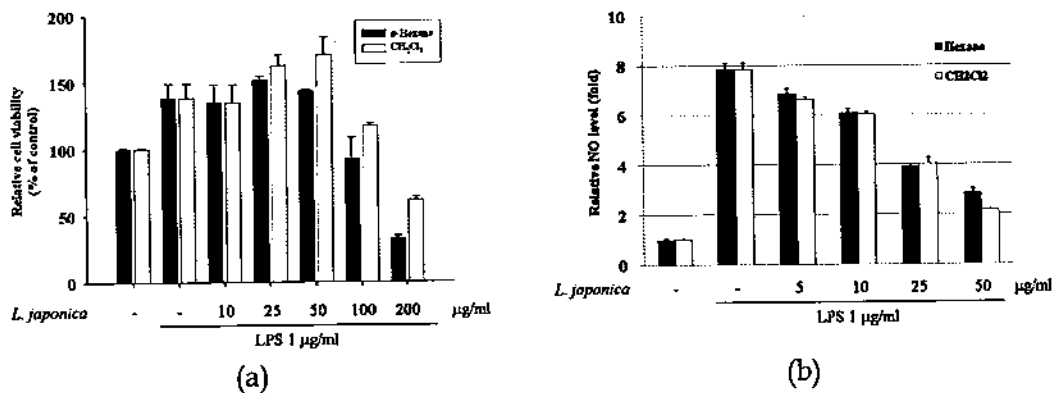 200
150
100
50
0
Relative cell viability
(% of control)
n-Hexane
CH₂Cl₂
L. japonica - - 10 25 50 100 200 µg/ml
LPS 1 µg/ml
(a)
10
8
6
4
2
0
Relative NO level (fold)
Hexane
CH2Cl2
L. japonica - - 5 10 25 50 µg/ml
LPS 1 µg/ml
(b)